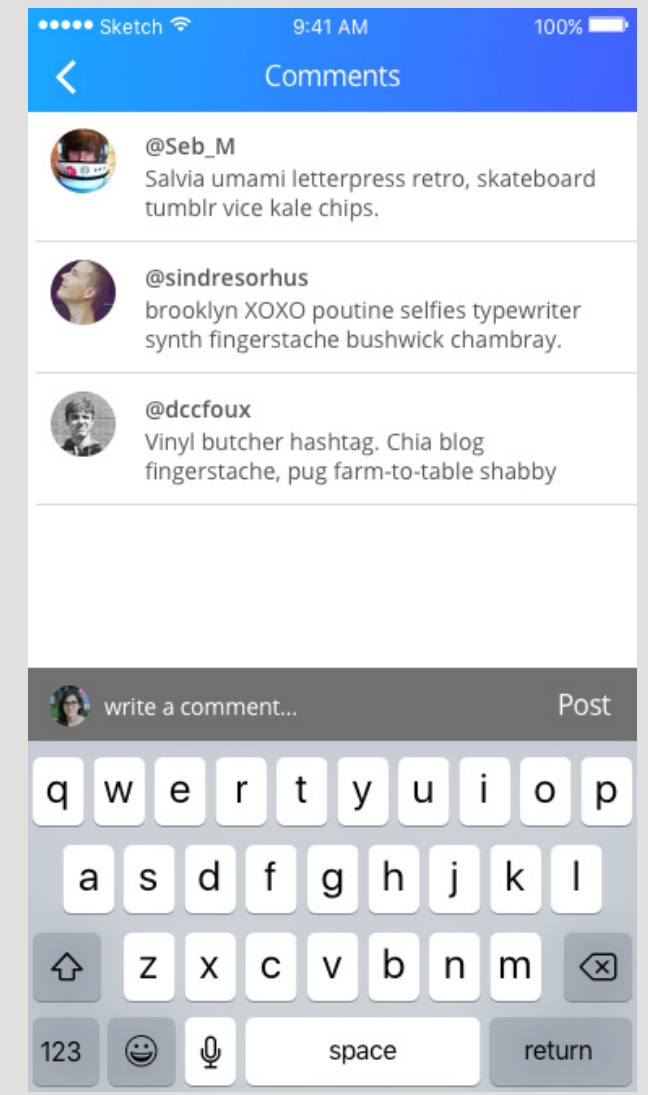 Sketch 9:41 AM 100%
Comments
@Seb_M
Salvia umami letterpress retro, skateboard
tumblr vice kale chips.
@sindresorhus
brooklyn XOXO poutine selfies typewriter
synth fingerstache bushwick chambray.
@dccfoux
Vinyl butcher hashtag. Chia blog
fingerstache, pug farm-to-table shabby
write a comment... Post
q w e r t y u i o p
a s d f g h j k l
z x c v b n m
123 space return